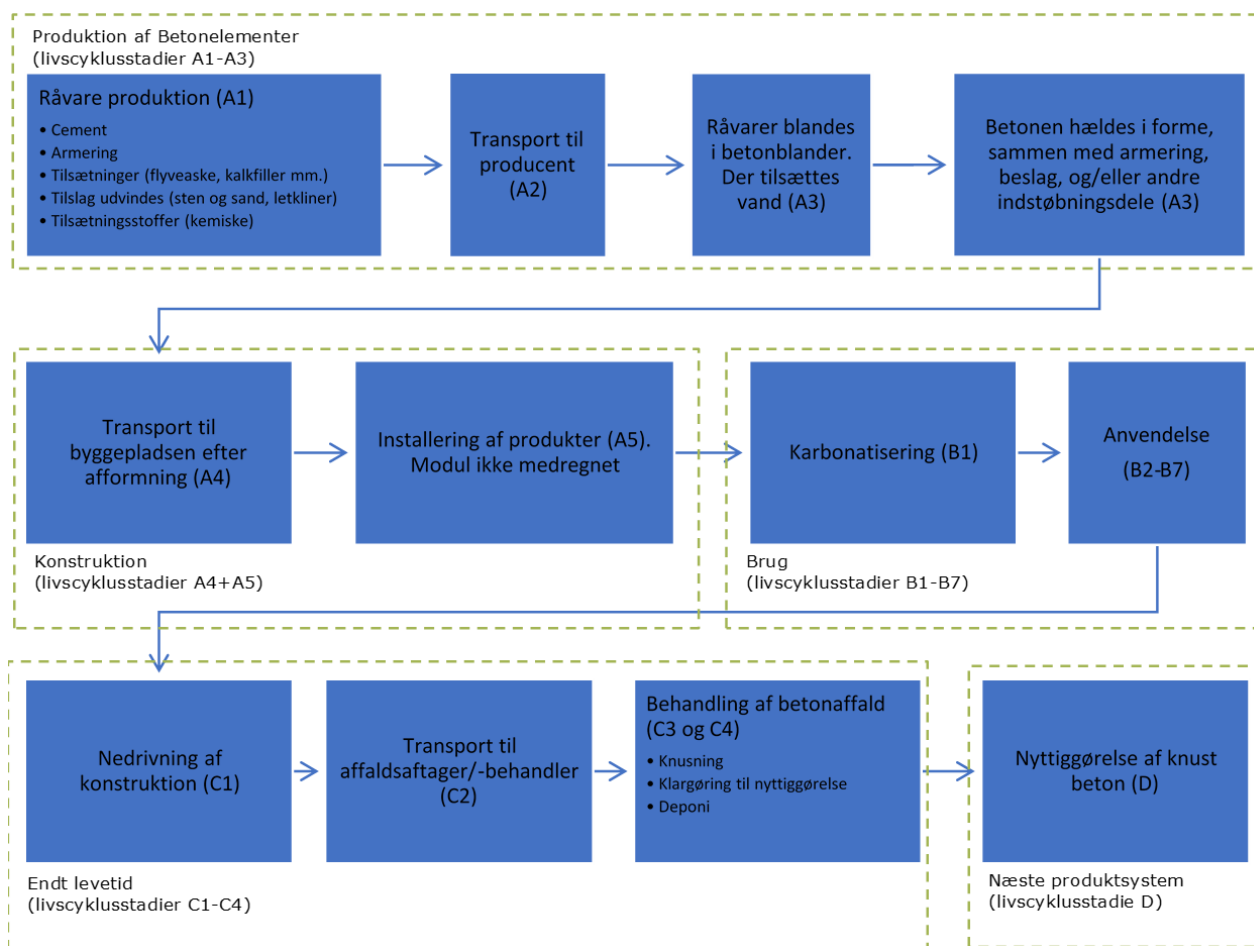 Produktion af Betonelementer
(livscyklusstadier A1-A3)
Råvare produktion (A1)
• Cement
• Armering
• Tilsætninger (flyveaske, kalkfiller mm.)
• Tilslag udvindes (sten og sand, letkliner)
• Tilsætningsstoffer (kemiske)
Transport til
producent
(A2)
Råvarer blandes
i betonblander.
Der tilsættes
vand (A3)
Betonen hældes i forme,
sammen med armering,
beslag, og/eller andre
indstøbningsdele (A3)
Transport til
byggepladsen efter
afformning (A4)
Installering af produkter (A5).
Modul ikke medregnet
Konstruktion
(livscyklusstadier A4+A5)
Karbonatisering (B1)
Anvendelse
(B2-B7)
Brug
(livscyklusstadier B1-B7)
Nedrivning af
konstruktion (C1)
Transport til
affaldsaftager/-behandler
(C2)
Behandling af betonaffald
(C3 og C4)
• Knusning
• Klargøring til nyttiggørelse
• Deponi
Endt levetid
(livscyklusstadier C1-C4)
Nyttiggørelse af knust
beton (D)
Næste produktsystem
(livscyklusstadie D)